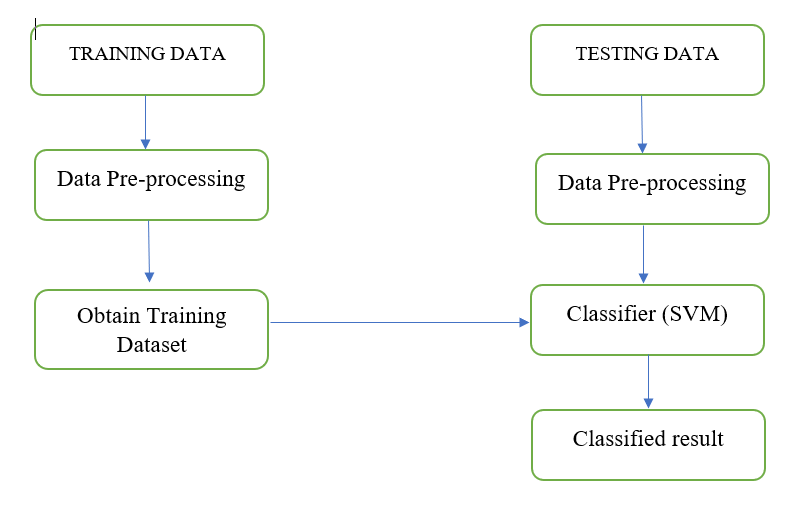 TRAINING DATA
Data Pre-processing
Obtain Training
Dataset
TESTING DATA
Data Pre-processing
Classifier (SVM)
Classified result